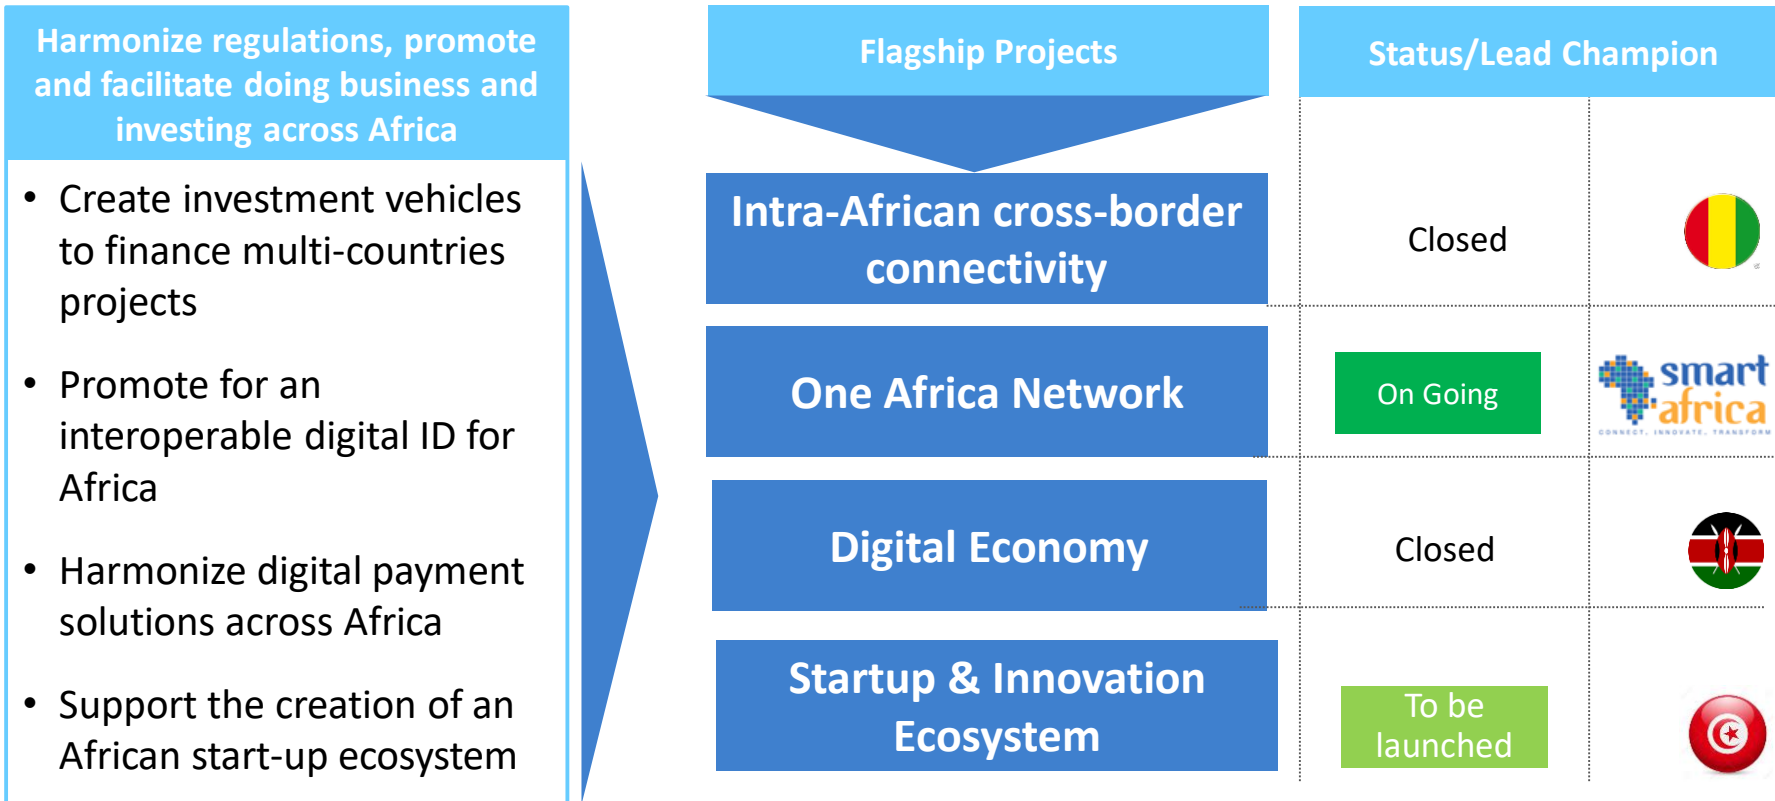 Harmonize regulations, promote
and facilitate doing business and
investing across Africa
• Create investment vehicles
to finance multi-countries
projects
• Promote for an
interoperable digital ID for
Africa
• Harmonize digital payment
solutions across Africa
• Support the creation of an
African start-up ecosystem
Flagship Projects
Status/Lead Champion
Intra-African cross-border
connectivity
Closed
One Africa Network
On Going
smart
africa
CONNECT, INNOVATE, TRANSFORM
Digital Economy
Closed
Startup & Innovation
Ecosystem
To be
launched